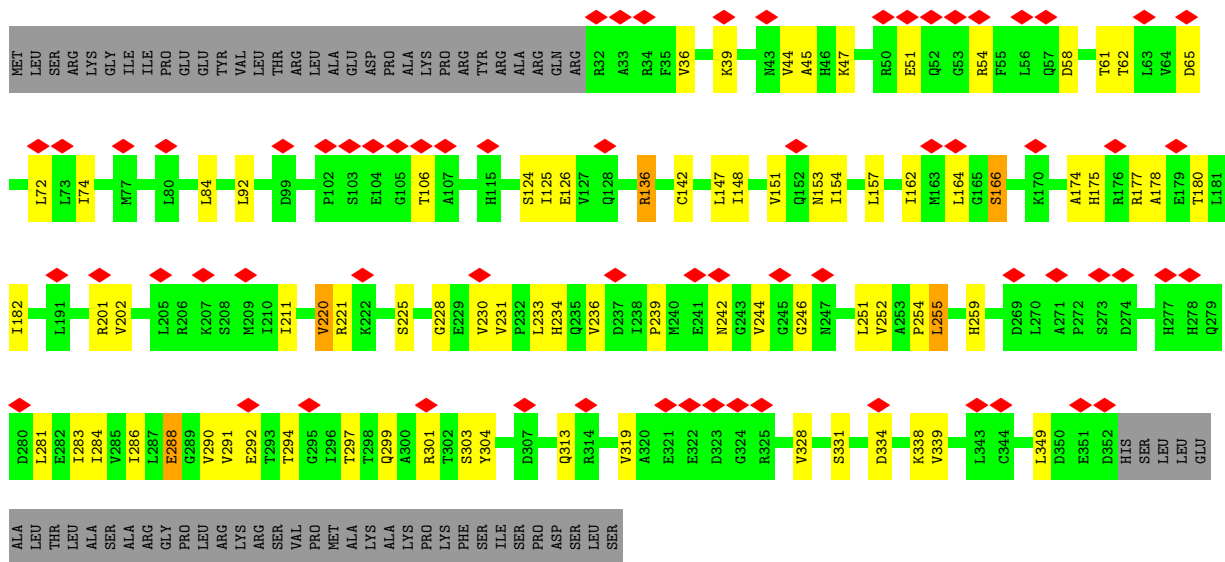 MET LEU SER ARG LYS GLY ILE ILE PRO GLU GLU TYR VAL LEU THR ARG LEU ALA GLU ASP PRO ALA LYS PRO ARG TYR ARG ALA ARG GLN ARG R32 A33 R34 F35 V36 K39 N43 V44 A45 H46 K47 R50 E51 Q52 G53 R54 F55 L56 Q57 D58 T61 T62 L63 V64 D65
L72 L73 I74 M77 L80 L84 L92 D99 P102 S103 E104 G105 T106 A107 H115 S124 I125 E126 V127 Q128 R136 C142 L147 I148 V151 Q152 N153 I154 L157 I162 M163 L164 G165 S166 K170 A174 H175 R176 R177 A178 E179 T180 L181
I182 L191 R201 V202 L205 R206 K207 S208 M209 I210 I211 V220 R221 K222 S225 G228 E229 V230 V231 P232 L233 H234 Q235 V236 D237 I238 P239 M240 E241 N242 G243 V244 G245 G246 N247 L251 V252 A253 P254 L255 H259 D269 L270 A271 P272 S273 D274 H277 H278 Q279
D280 L281 E282 I283 I284 V285 I286 L287 E288 G289 V290 V291 E292 T293 T294 G295 I296 T297 T298 Q299 A300 R301 T302 S303 Y304 D307 Q313 R314 V319 A320 E321 E322 D323 G324 R325 V328 S331 D334 K338 V339 L343 C344 L349 D350 E351 D352 HIS SER LEU LEU GLU
ALA LEU THR LEU ALA SER ALA ARG GLY PRO LEU ARG LYS ARG SER VAL PRO MET ALA LYS ALA LYS PRO LYS PHE SER ILE SER PRO ASP SER LEU SER